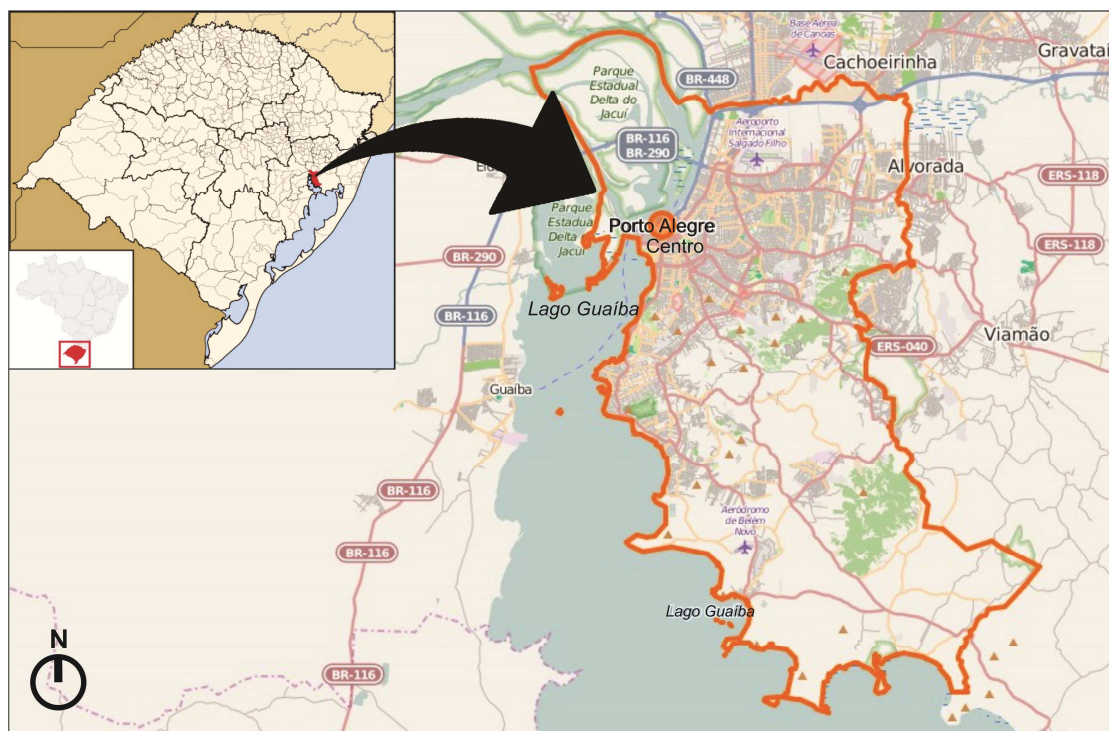 Base Aérea
de Canoas
Cachoeirinha
Gravataí
BR-448
Parque
Estadual
Delta do
Jacuí
BR-116
BR-290
Aeroporto
Internacional
Salgado Filho
Alvorada
ERS-118
Parque
Estadual
Delta
Jacuí
Porto Alegre
Centro
ERS-118
BR-290
Lago Guaíba
BR-116
Viamão
ERS-040
Guaíba
BR-116
Aeródromo
de Belém
Novo
BR-116
Lago Guaíba
N
BR-116